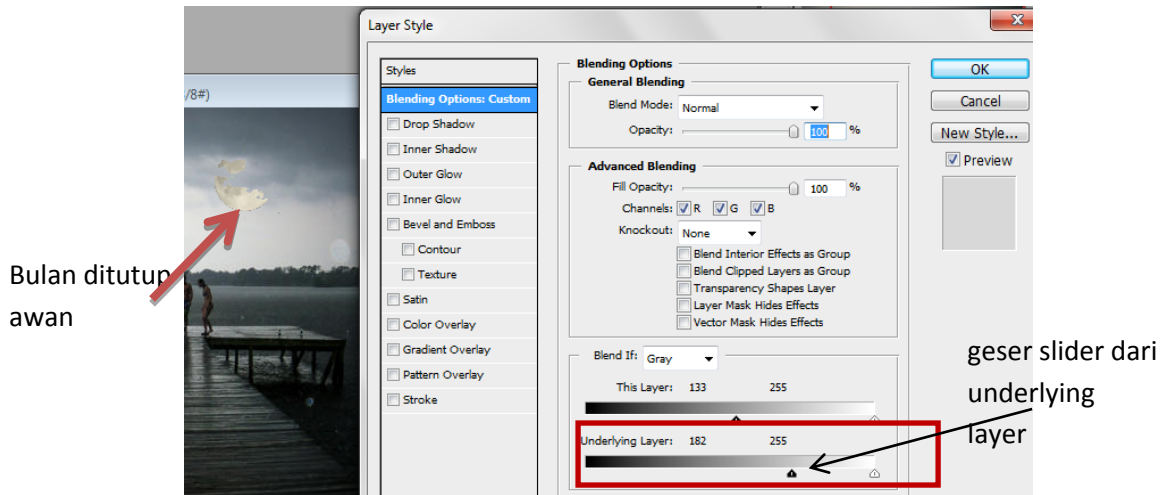 Layer Style
/8#)
Bulan ditutup
awan
Styles
Blending Options: Custom
Drop Shadow
Inner Shadow
Outer Glow
Inner Glow
Bevel and Emboss
Contour
Texture
Satin
Color Overlay
Gradient Overlay
Pattern Overlay
Stroke
Blending Options
General Blending
Blend Mode: Normal
Opacity: 100 %
Advanced Blending
Fill Opacity: 100 %
Channels: R G B
Knockout: None
Blend Interior Effects as Group
Blend Clipped Layers as Group
Transparency Shapes Layer
Layer Mask Hides Effects
Vector Mask Hides Effects
Blend If: Gray
This Layer: 133 255
Underlying Layer: 182 255
OK
Cancel
New Style...
Preview
geser slider dari
underlying
layer